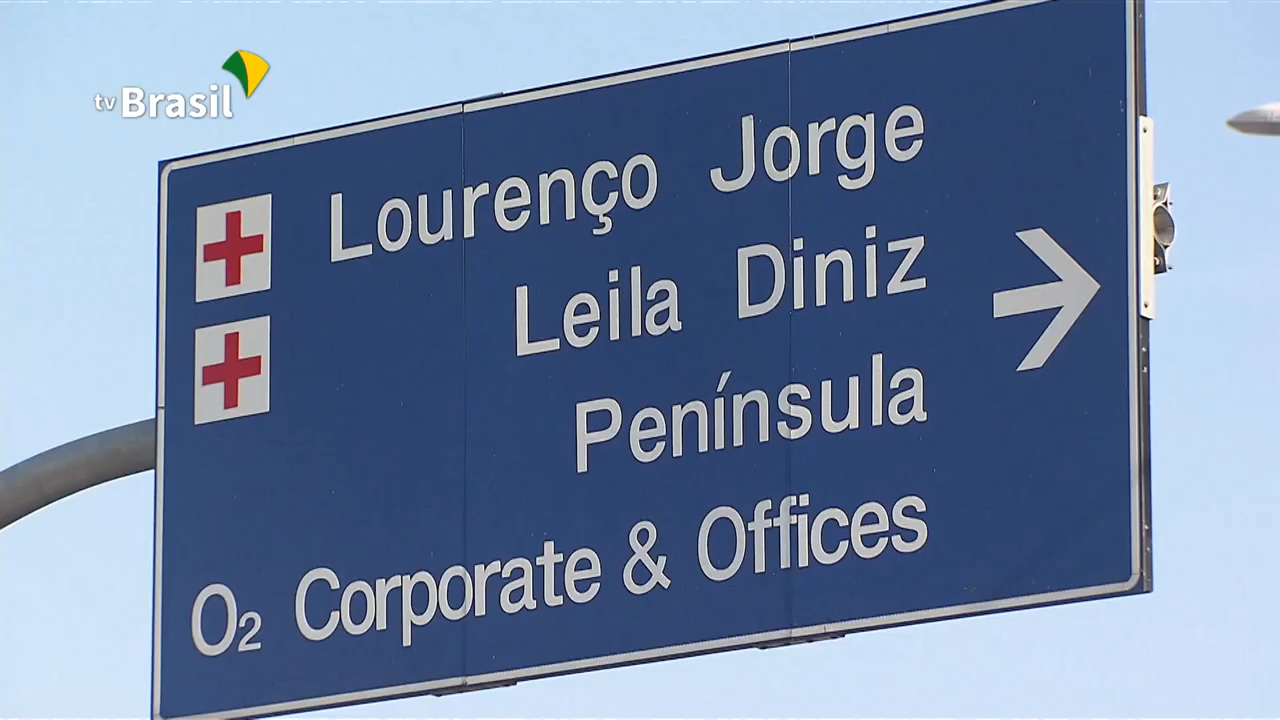 tv Brasil
Lourenço Jorge
Leila Diniz
Península
O2 Corporate & Offices